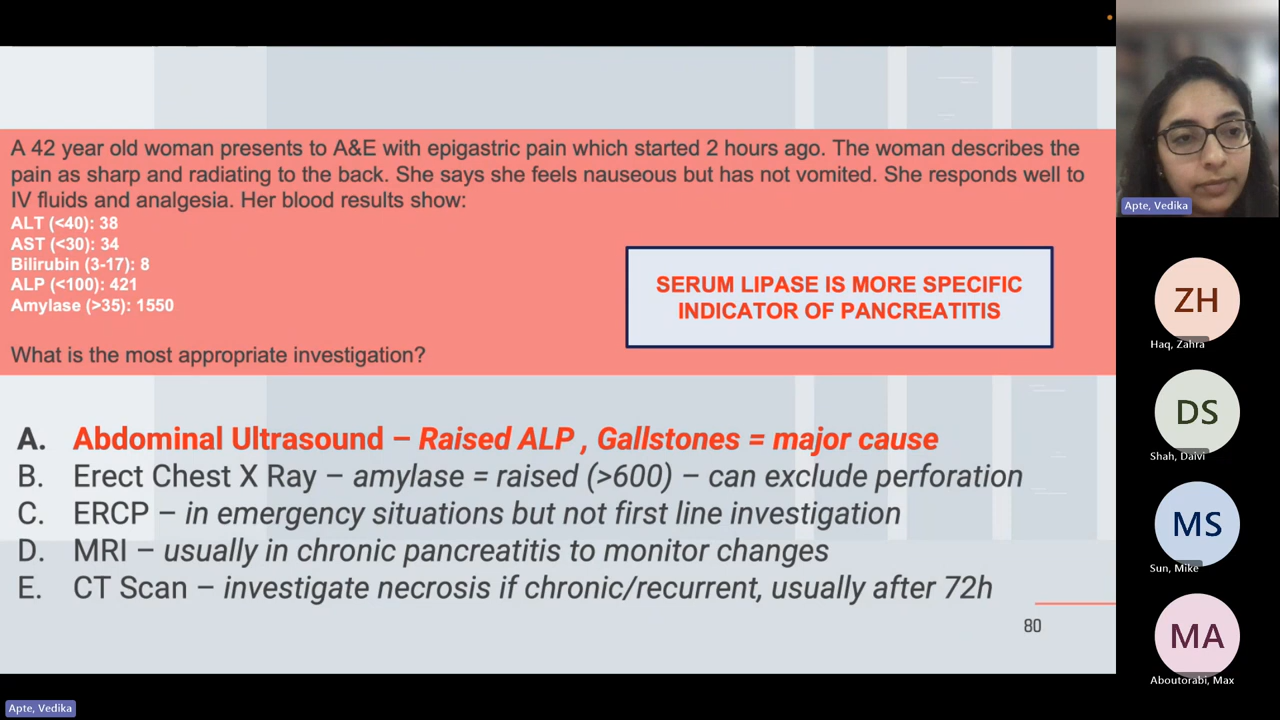 A 42 year old woman presents to A&E with epigastric pain which started 2 hours ago. The woman describes the
pain as sharp and radiating to the back. She says she feels nauseous but has not vomited. She responds well to
IV fluids and analgesia. Her blood results show:
ALT (<40): 38
AST (<30): 34
Bilirubin (3-17): 8
ALP (<100): 421
Amylase (>35): 1550
SERUM LIPASE IS MORE SPECIFIC
INDICATOR OF PANCREATITIS
What is the most appropriate investigation?
A. Abdominal Ultrasound – Raised ALP , Gallstones = major cause
B. Erect Chest X Ray – amylase = raised (>600) – can exclude perforation
C. ERCP – in emergency situations but not first line investigation
D. MRI – usually in chronic pancreatitis to monitor changes
E. CT Scan – investigate necrosis if chronic/recurrent, usually after 72h
80
Apte, Vedika
ZH
Haq, Zahra
DS
Shah, Dalvi
MS
Sun, Mike
MA
Aboutorabi, Max
Apte, Vedika